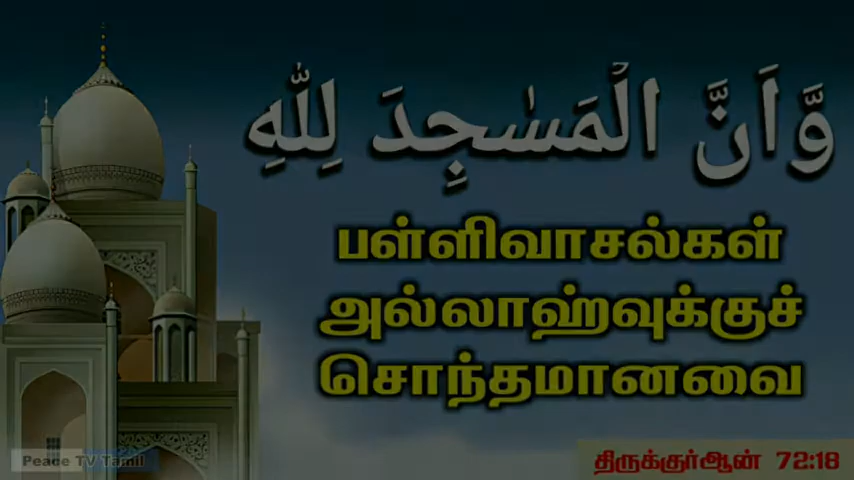 وَّاَنَّ الْمَسٰجِدَ لِلّٰهِ
பள்ளிவாசல்கள்
அல்லாஹ்வுக்குச்
சொந்தமானவை
திருக்குர்ஆன் 72:18
Peace TV Tamil